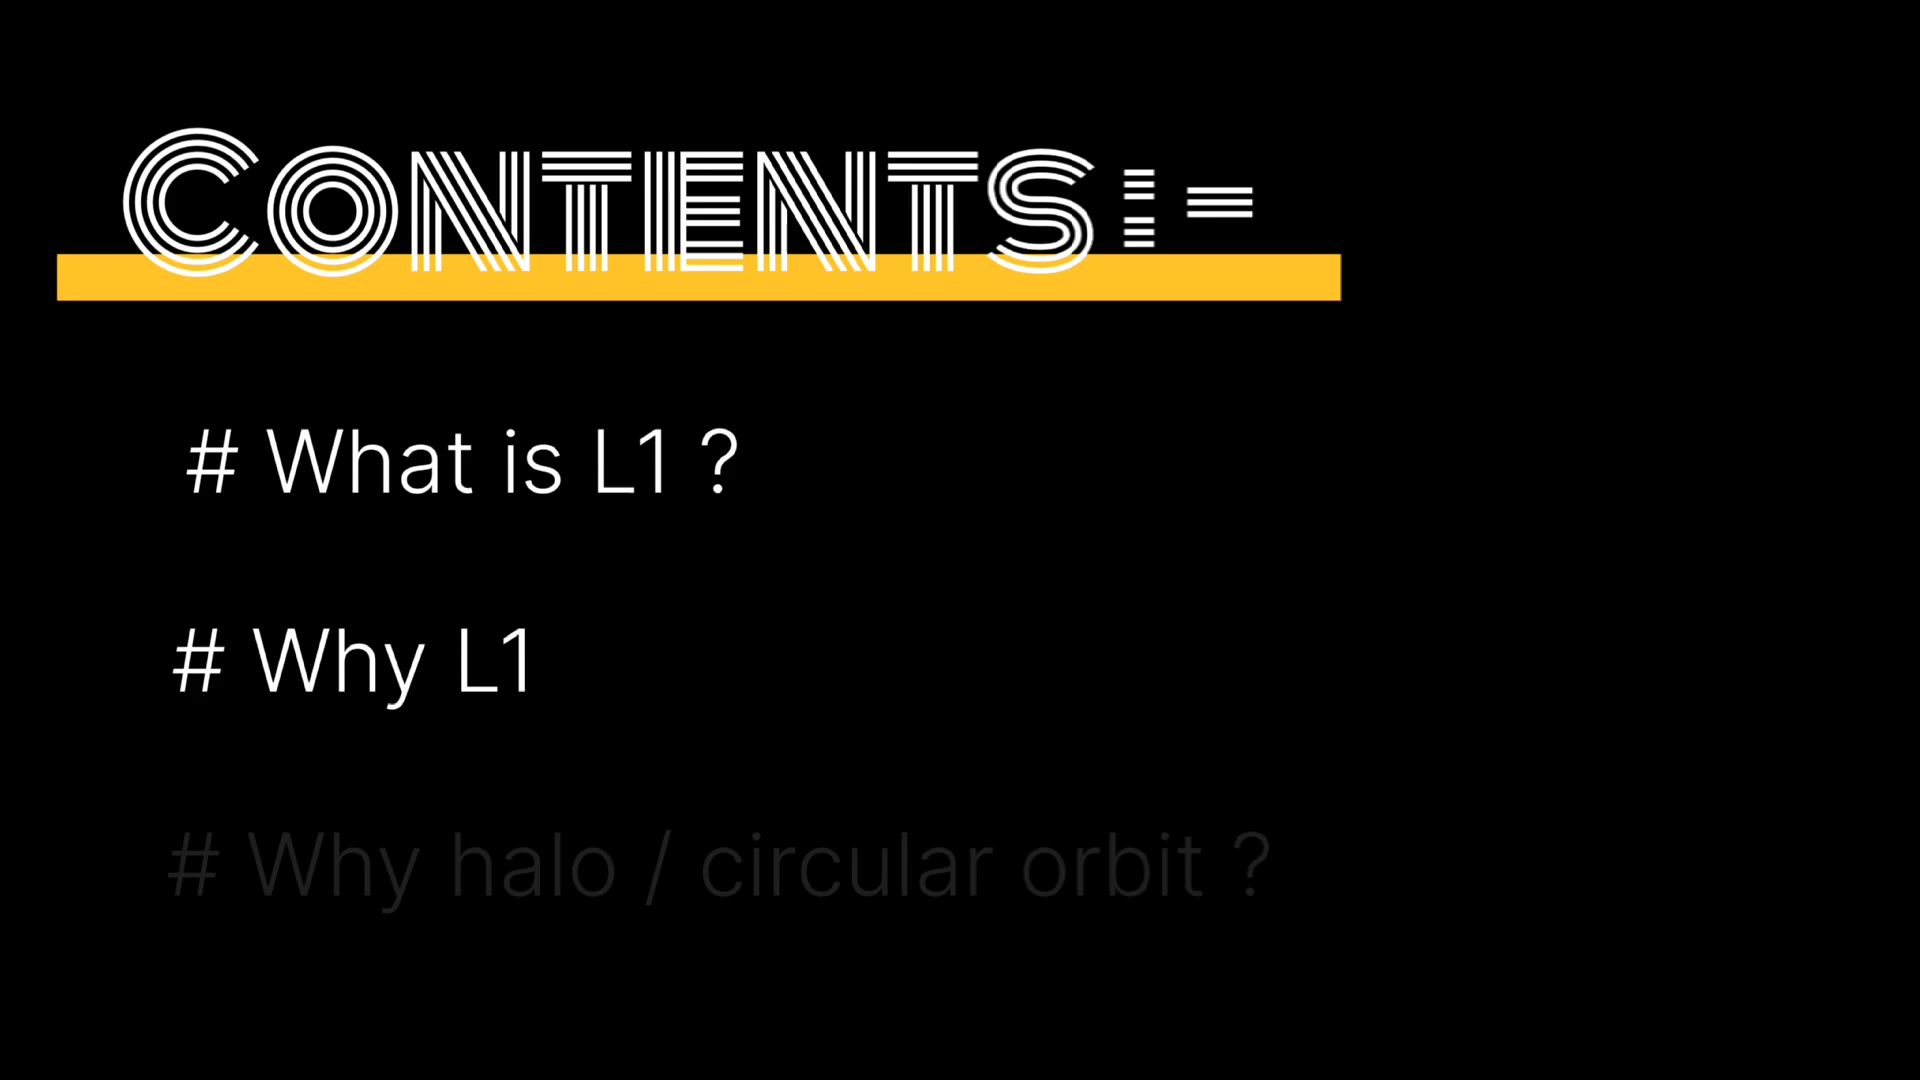 Contents:-
# What is L1 ?
# Why L1
# Why halo / circular orbit ?